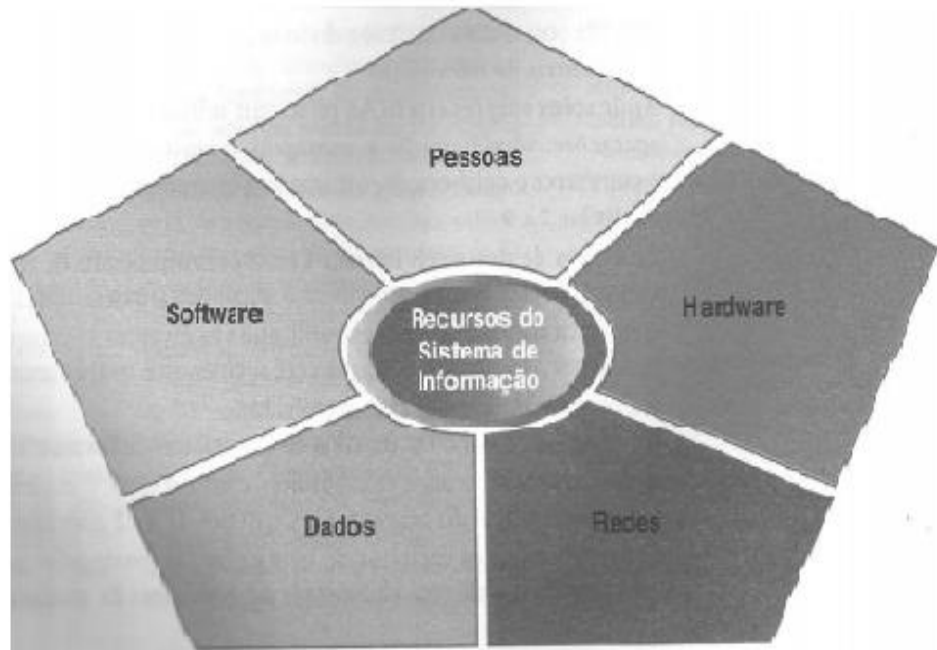 Pessoas
Software
Hardware
Recursos do
Sistema de
Informação
Dados
Redes